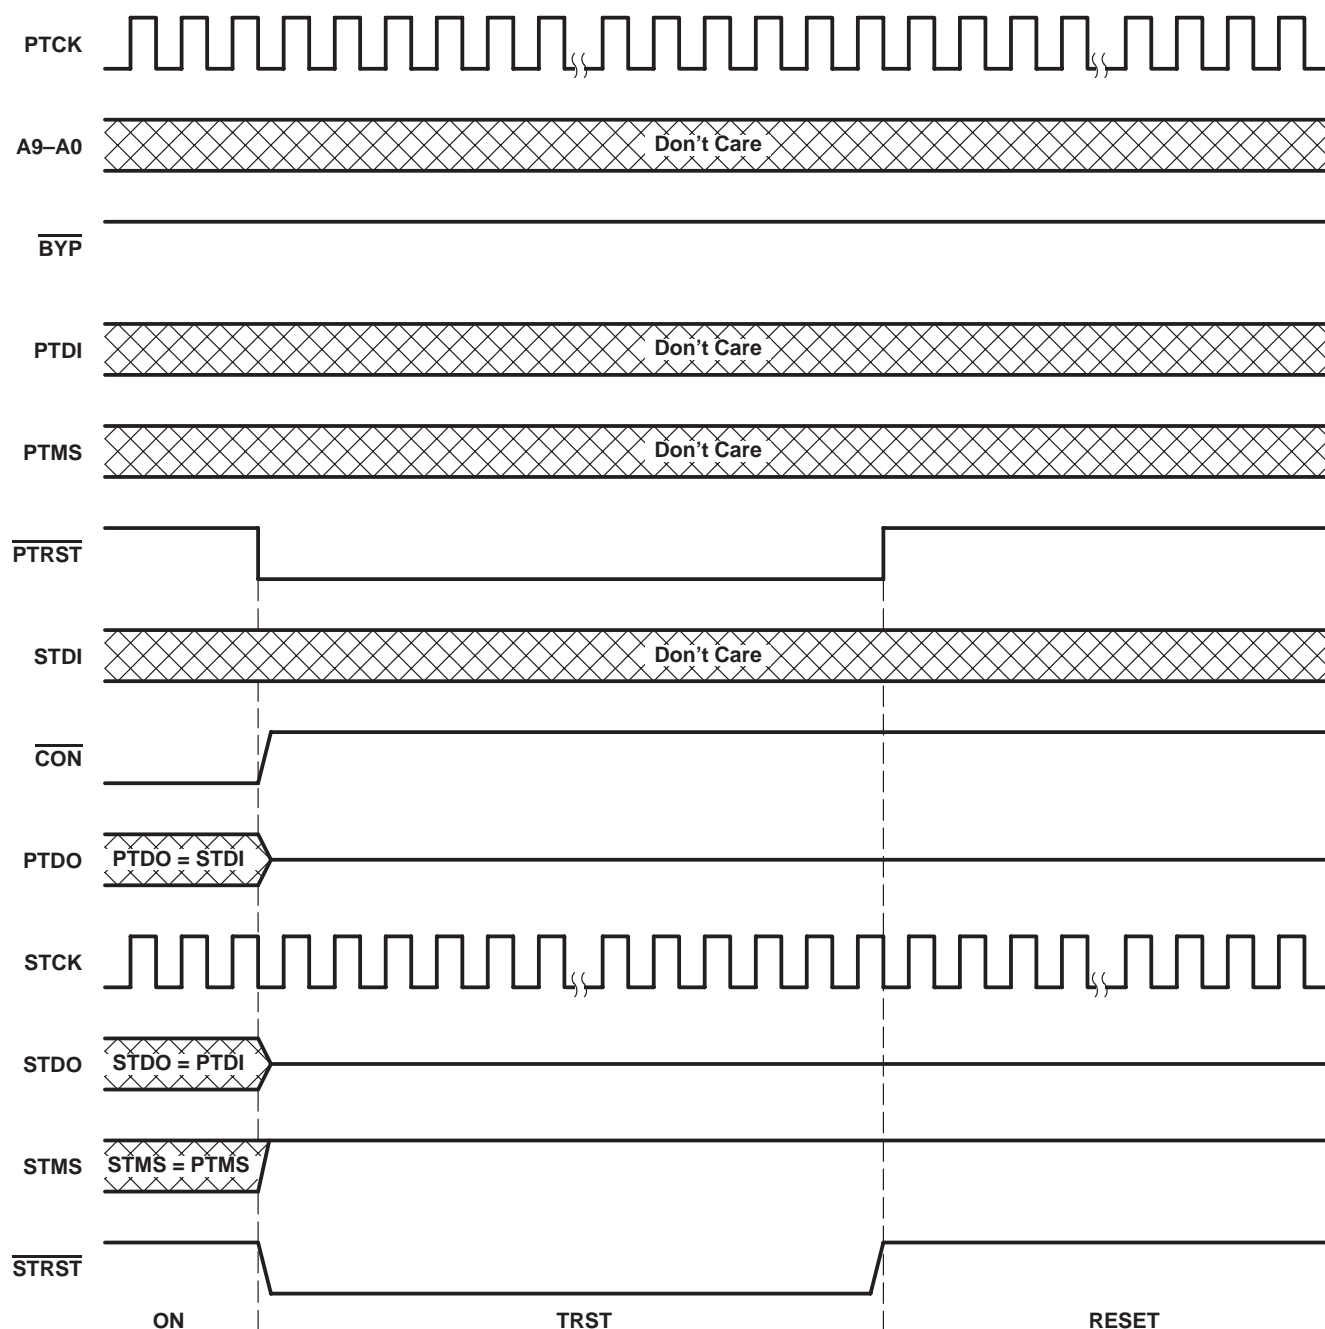 PTCK
A9–A0
Don't Care
BYP
PTDI
Don't Care
PTMS
Don't Care
PTRST
STDI
Don't Care
CON
PTDO
PTDO = STDI
STCK
STDO
STDO = PTDI
STMS
STMS = PTMS
STRST
ON
TRST
RESET